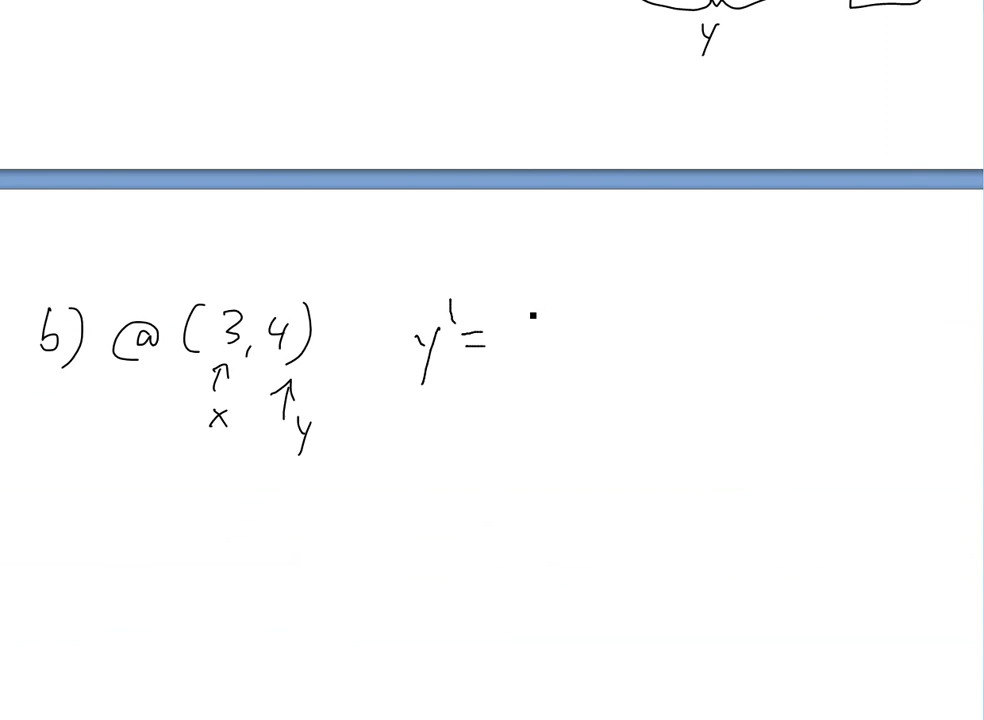 y
b) @ (3, 4) y' =
↑ ↑
x y